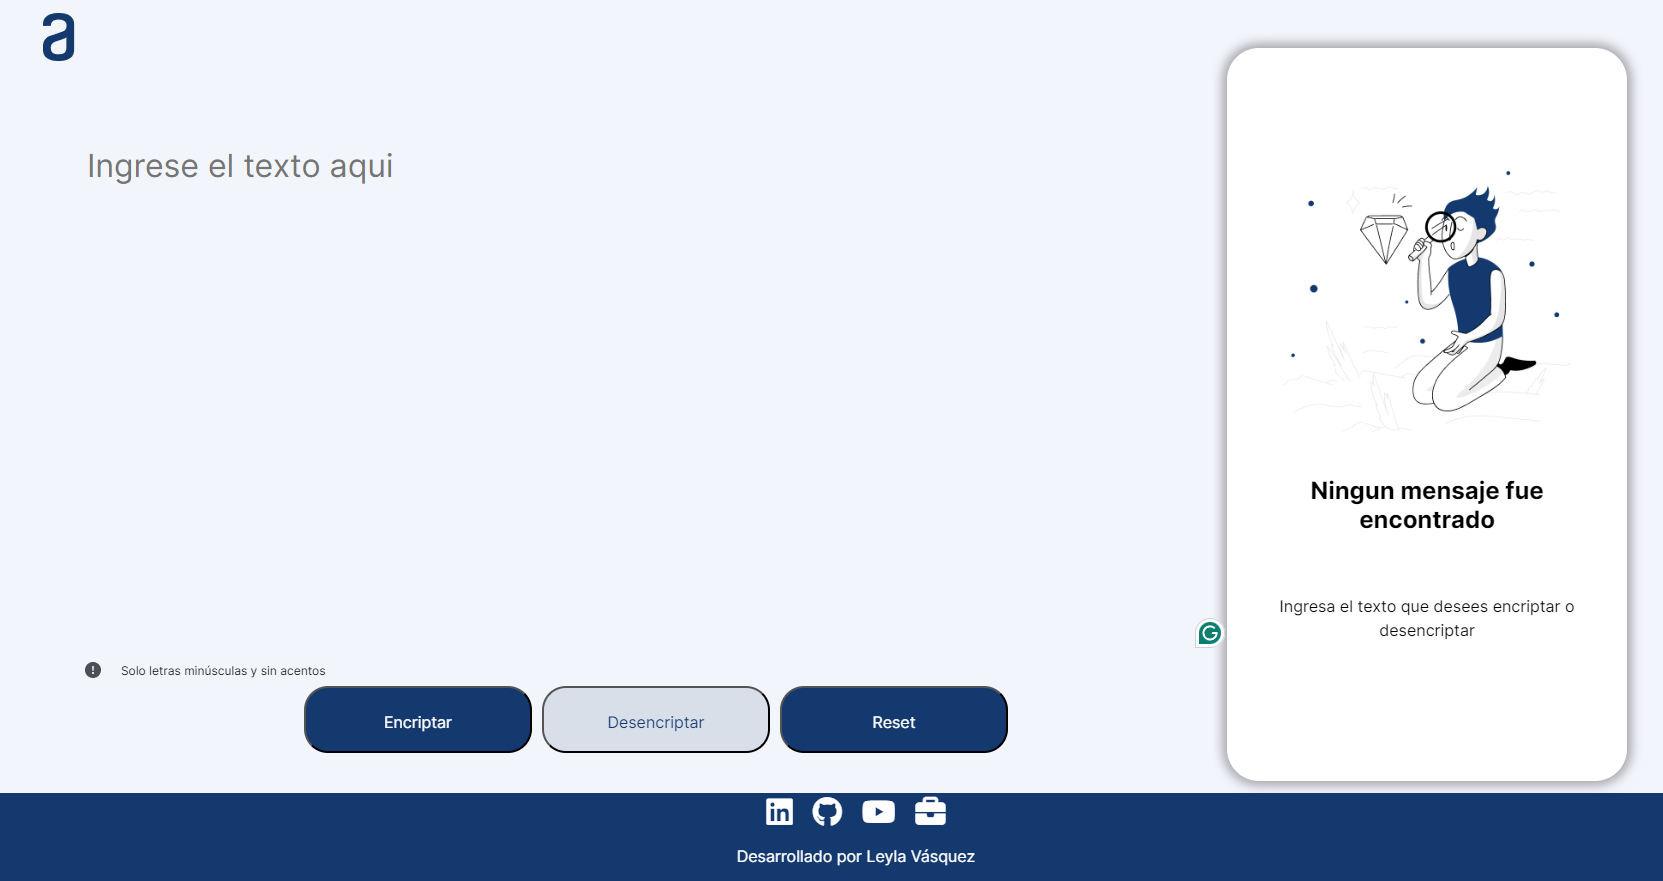 a
Ingrese el texto aqui
Solo letras minúsculas y sin acentos
Encriptar
Desencriptar
Reset
Ningun mensaje fue
encontrado
Ingresa el texto que desees encriptar o
desencriptar
in
Desarrollado por Leyla Vásquez